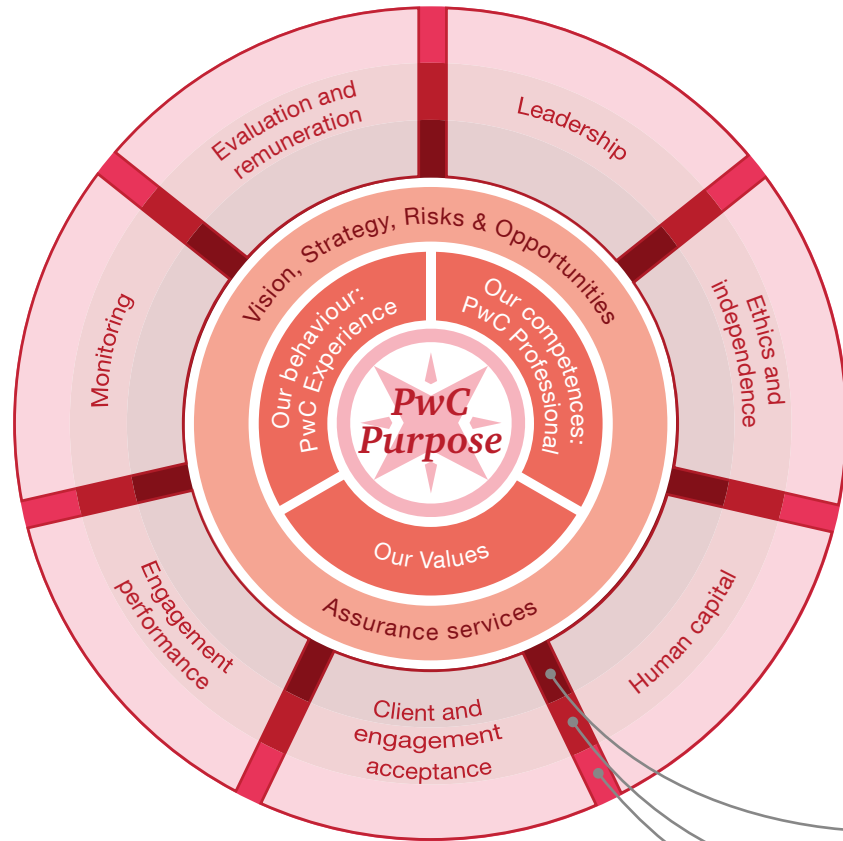 Evaluation and
remuneration
Leadership
Ethics and
independence
Human capital
Client and
engagement
acceptance
Engagement
performance
Monitoring
Vision, Strategy, Risks & Opportunities
Assurance services
Our behaviour:
PwC Experience
Our competences:
PwC Professional
Our Values
PwC
Purpose